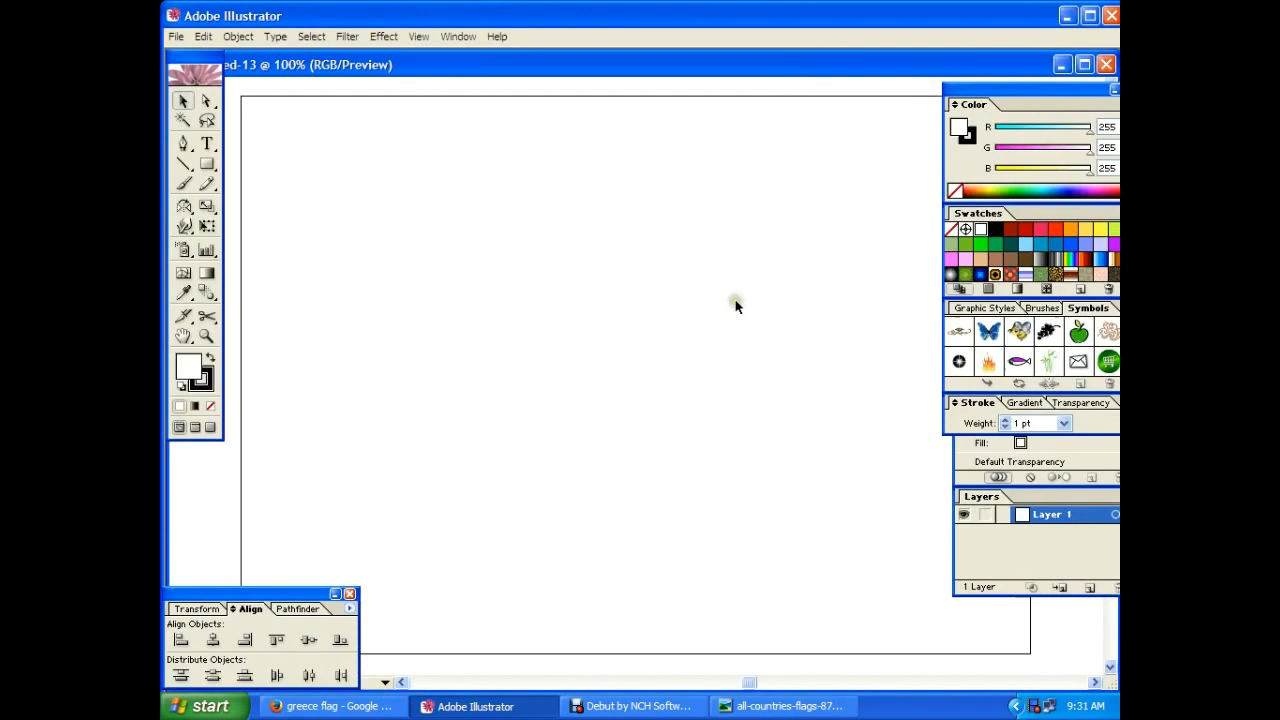 Adobe Illustrator
File Edit Object Type Select Filter Effect View Window Help
ed-13 @ 100% (RGB/Preview)
Color
R 255
G 255
B 255
Swatches
Graphic Styles Brushes Symbols
Stroke Gradient Transparency
Weight: 1 pt
Fill:
Default Transparency
Layers
Layer 1
1 Layer
Transform Align Pathfinder
Align Objects:
Distribute Objects:
start greece flag - Google ... Adobe Illustrator Debut by NCH Softw... all-countries-flags-87... 9:31 AM